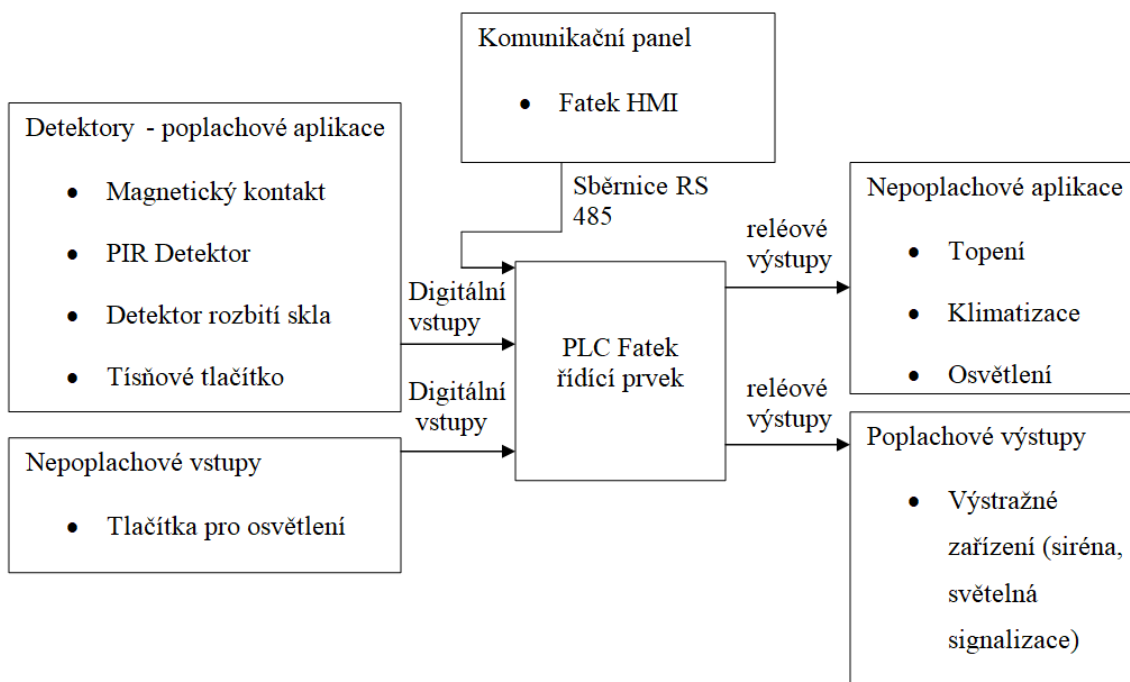 Komunikační panel
• Fatek HMI
Detektory - poplachové aplikace
• Magnetický kontakt
• PIR Detektor
• Detektor rozbití skla
• Tísňové tlačítko
Nepoplachové vstupy
• Tlačítka pro osvětlení
Sběrnice RS
485
Digitální
vstupy
Digitální
vstupy
PLC Fatek
řídící prvek
reléové
výstupy
reléové
výstupy
Nepoplachové aplikace
• Topení
• Klimatizace
• Osvětlení
Poplachové výstupy
• Výstražné
zařízení (siréna,
světelná
signalizace)